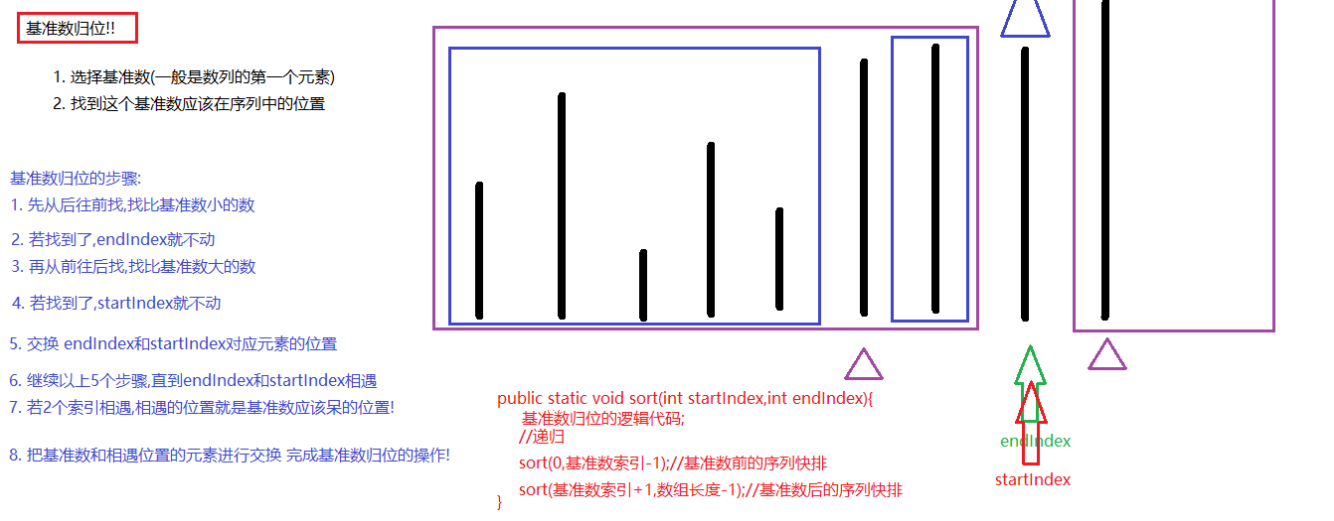 基准数归位!!
1. 选择基准数(一般是数列的第一个元素)
2. 找到这个基准数应该在序列中的位置
基准数归位的步骤:
1. 先从后往前找,找比基准数小的数
2. 若找到了,endIndex就不动
3. 再从前往后找,找比基准数大的数
4. 若找到了,startIndex就不动
5. 交换 endIndex和startIndex对应元素的位置
6. 继续以上5个步骤,直到endIndex和startIndex相遇
7. 若2个索引相遇,相遇的位置就是基准数应该呆的位置!
8. 把基准数和相遇位置的元素进行交换 完成基准数归位的操作!
public static void sort(int startIndex,int endIndex){
基准数归位的逻辑代码;
//递归
sort(0,基准数索引-1);//基准数前的序列快排
sort(基准数索引+1,数组长度-1);//基准数后的序列快排
}
endIndex
startIndex